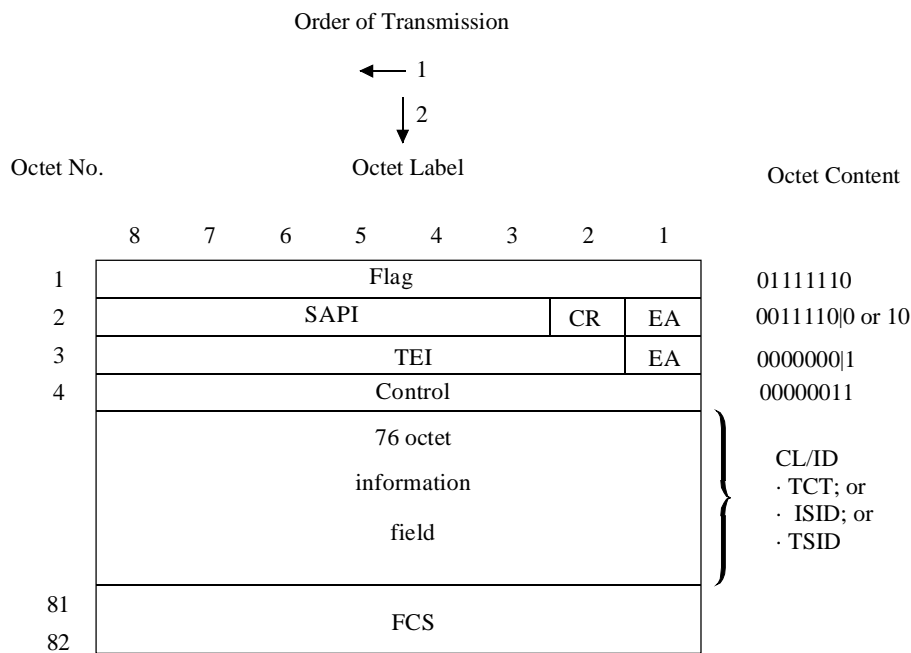 Order of Transmission
1
2
Octet No. Octet Label Octet Content
8 7 6 5 4 3 2 1
1 Flag 01111110
2 SAPI CR EA 0011110|0 or 10
3 TEI EA 0000000|1
4 Control 00000011
76 octet
information
field
CL/ID
· TCT; or
· ISID; or
· TSID
81
FCS
82